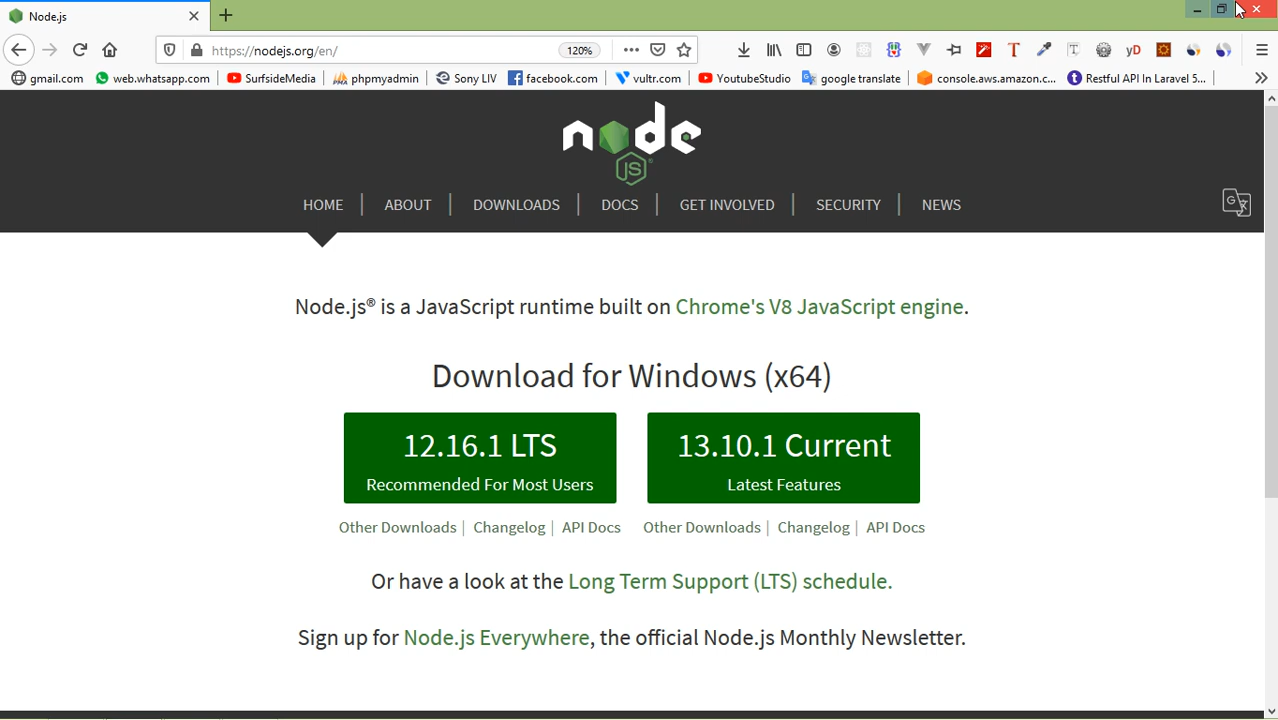 Node.js
https://nodejs.org/en/
120%
T
T
yD
gmail.com
web.whatsapp.com
SurfsideMedia
phpmyadmin
Sony LIV
facebook.com
vultr.com
YoutubeStudio
google translate
console.aws.amazon.c...
Restful API In Laravel 5...
node
JS
HOME
ABOUT
DOWNLOADS
DOCS
GET INVOLVED
SECURITY
NEWS
Node.js® is a JavaScript runtime built on Chrome's V8 JavaScript engine.
Download for Windows (x64)
12.16.1 LTS
Recommended For Most Users
13.10.1 Current
Latest Features
Other Downloads | Changelog | API Docs
Other Downloads | Changelog | API Docs
Or have a look at the Long Term Support (LTS) schedule.
Sign up for Node.js Everywhere, the official Node.js Monthly Newsletter.